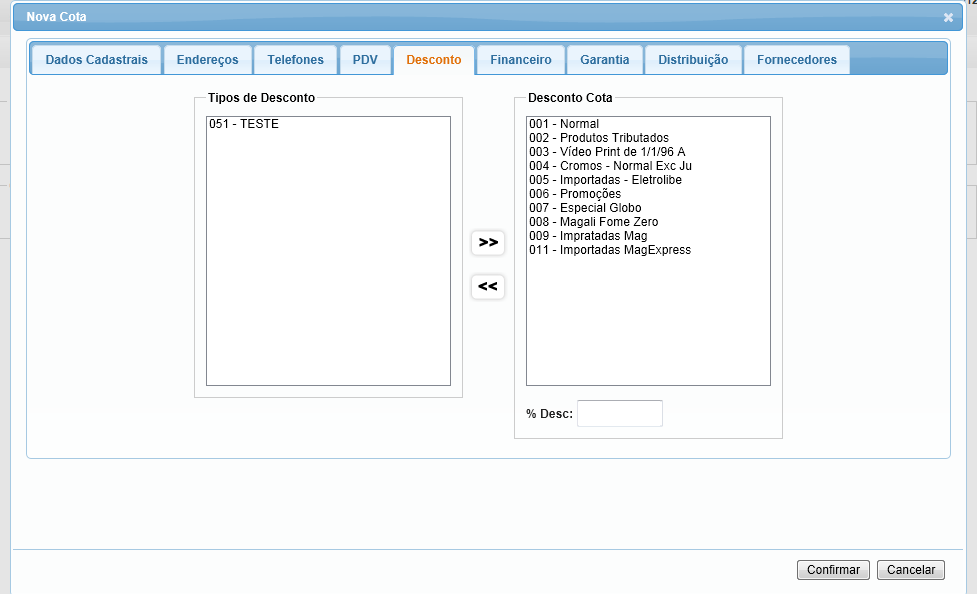 Nova Cota
Dados Cadastrais Endereços Telefones PDV Desconto Financeiro Garantia Distribuição Fornecedores
Tipos de Desconto
051 - TESTE
>>
<<
Desconto Cota
001 - Normal
002 - Produtos Tributados
003 - Vídeo Print de 1/1/96 A
004 - Cromos - Normal Exc Ju
005 - Importadas - Eletrolibe
006 - Promoções
007 - Especial Globo
008 - Magali Fome Zero
009 - Impratadas Mag
011 - Importadas MagExpress
% Desc:
Confirmar Cancelar